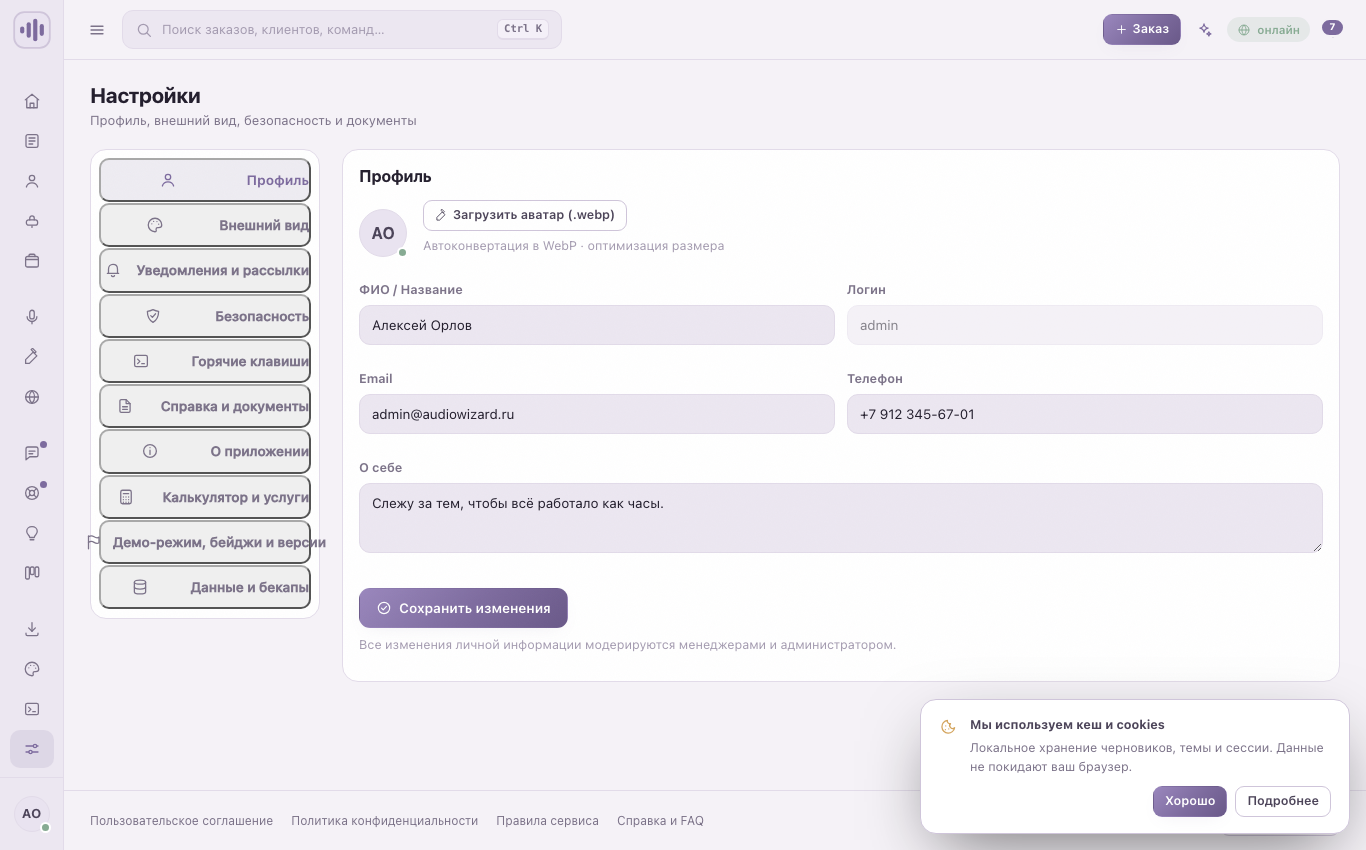 Поиск заказов, клиентов, команд...
Ctrl K
Заказ
онлайн
7
Настройки
Профиль, внешний вид, безопасность и документы
Профиль
Внешний вид
Уведомления и рассылки
Безопасность
Горячие клавиши
Справка и документы
О приложении
Калькулятор и услуги
Демо-режим, бейджи и версии
Данные и бекапы
Профиль
АО
Загрузить аватар (.webp)
Автоконвертация в WebP · оптимизация размера
ФИО / Название
Логин
Алексей Орлов
admin
Email
Телефон
admin@audiowizard.ru
+7 912 345-67-01
О себе
Слежу за тем, чтобы всё работало как часы.
Сохранить изменения
Все изменения личной информации модерируются менеджерами и администратором.
Мы используем кеш и cookies
Локальное хранение черновиков, темы и сессии. Данные
не покидают ваш браузер.
Хорошо
Подробнее
АО
Пользовательское соглашение
Политика конфиденциальности
Правила сервиса
Справка и FAQ